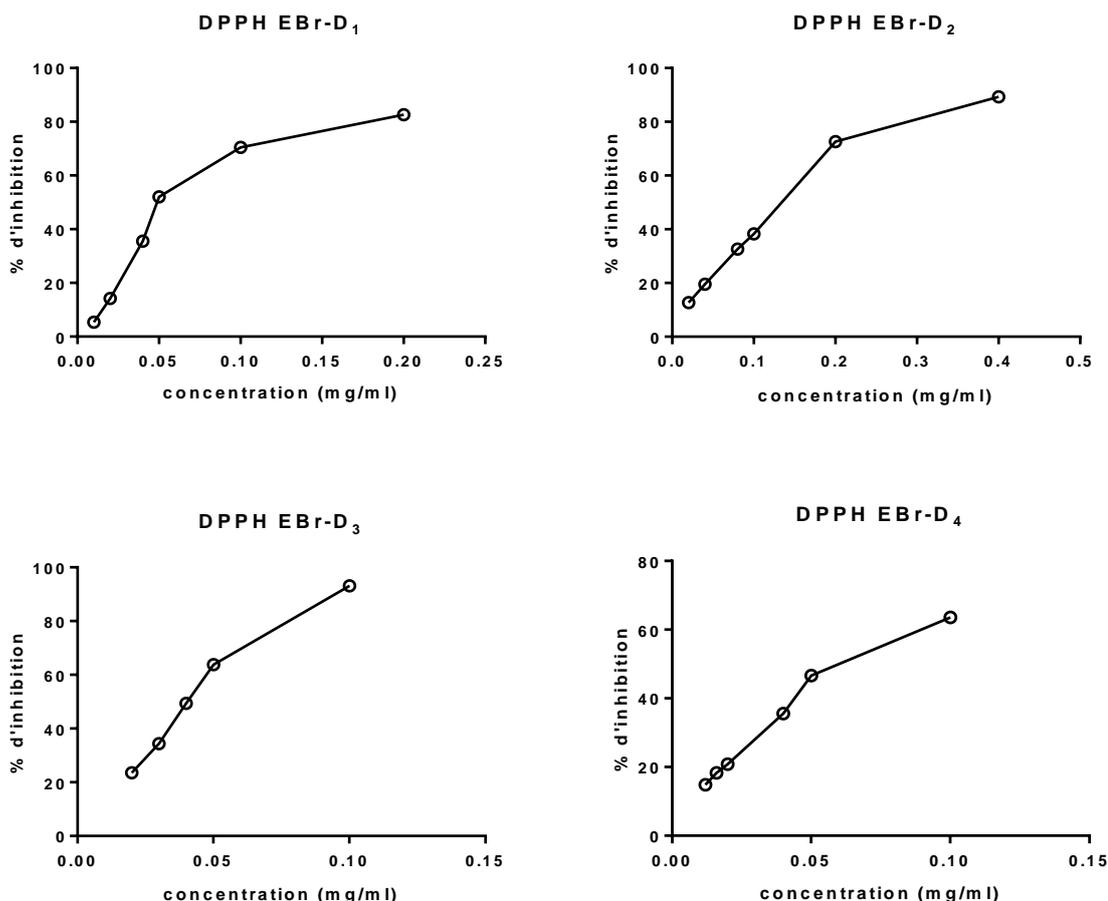 DPPH EBr-D1
100
80
60
40
20
0
% d'inhibition
0.00 0.05 0.10 0.15 0.20 0.25
concentration (mg/ml)
DPPH EBr-D2
100
80
60
40
20
0
% d'inhibition
0.0 0.1 0.2 0.3 0.4 0.5
concentration (mg/ml)
DPPH EBr-D3
100
80
60
40
20
0
% d'inhibition
0.00 0.05 0.10 0.15
concentration (mg/ml)
DPPH EBr-D4
80
60
40
20
0
% d'inhibition
0.00 0.05 0.10 0.15
concentration (mg/ml)